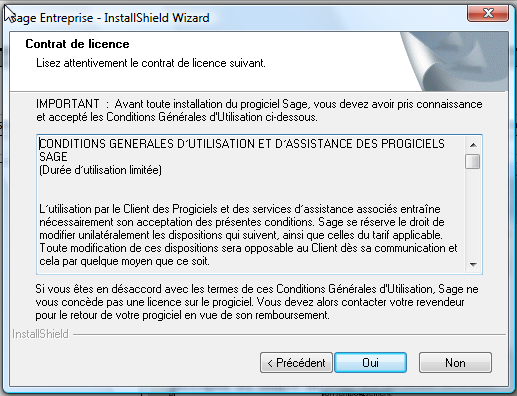 Sage Entreprise - InstallShield Wizard
Contrat de licence
Lisez attentivement le contrat de licence suivant.
IMPORTANT : Avant toute installation du progiciel Sage, vous devez avoir pris connaissance
et accepté les Conditions Générales d'Utilisation ci-dessous.
CONDITIONS GENERALES D´UTILISATION ET D´ASSISTANCE DES PROGICIELS
SAGE
(Durée d´utilisation limitée)
L´utilisation par le Client des Progiciels et des services d´assistance associés entraîne
nécessairement son acceptation des présentes conditions. Sage se réserve le droit de
modifier unilatéralement les dispositions qui suivent, ainsi que celles du tarif applicable.
Toute modification de ces dispositions sera opposable au Client dès sa communication et
cela par quelque moyen que ce soit.
Si vous êtes en désaccord avec les termes de ces Conditions Générales d'Utilisation, Sage ne
vous concède pas une licence sur le progiciel. Vous devez alors contacter votre revendeur
pour le retour de votre progiciel en vue de son remboursement.
InstallShield
< Précédent
Oui
Non